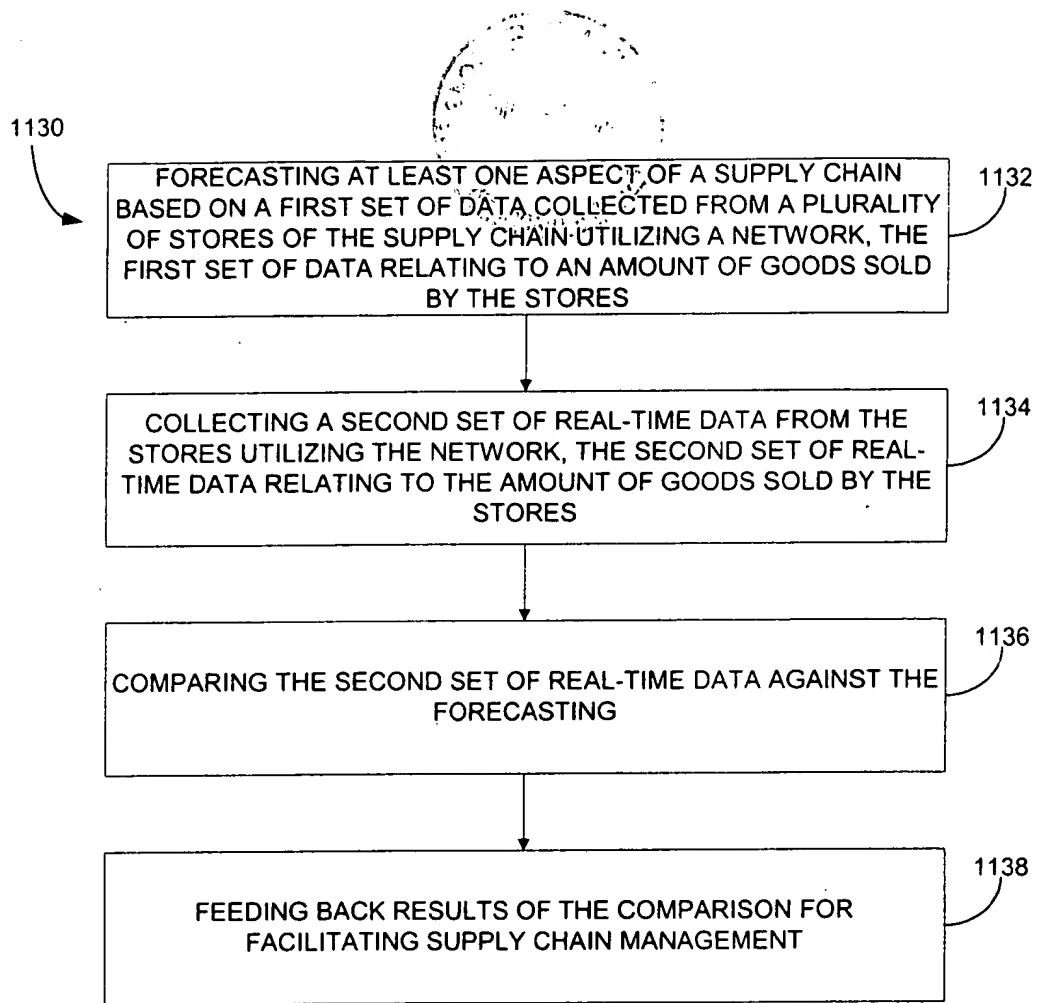 1130
FORECASTING AT LEAST ONE ASPECT OF A SUPPLY CHAIN
BASED ON A FIRST SET OF DATA COLLECTED FROM A PLURALITY
OF STORES OF THE SUPPLY CHAIN UTILIZING A NETWORK, THE
FIRST SET OF DATA RELATING TO AN AMOUNT OF GOODS SOLD
BY THE STORES
1132
COLLECTING A SECOND SET OF REAL-TIME DATA FROM THE
STORES UTILIZING THE NETWORK, THE SECOND SET OF REAL-
TIME DATA RELATING TO THE AMOUNT OF GOODS SOLD BY THE
STORES
1134
COMPARING THE SECOND SET OF REAL-TIME DATA AGAINST THE
FORECASTING
1136
FEEDING BACK RESULTS OF THE COMPARISON FOR
FACILITATING SUPPLY CHAIN MANAGEMENT
1138